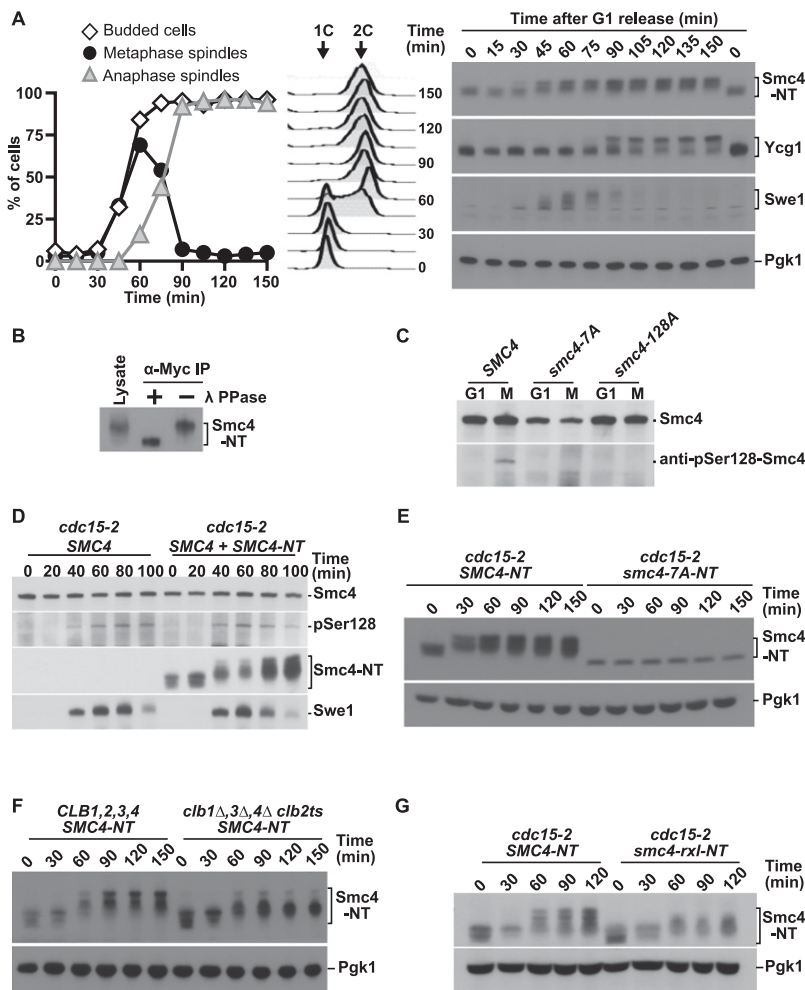 A
Budded cells
Metaphase spindles
Anaphase spindles
% of cells
100
75
50
25
0
0 30 60 90 120 150
Time (min)
1C 2C
Time
(min)
150
120
90
60
30
0
Time after G1 release (min)
0 15 30 45 60 75 90 105 120 135 150 0
Smc4
-NT
Ycg1
Swe1
Pgk1
B
Lysate
α-Myc IP
+ − λ PPase
Smc4
-NT
C
SMC4 smc4-7A smc4-128A
G1 M G1 M G1 M
Smc4
anti-pSer128-Smc4
D
cdc15-2 cdc15-2
SMC4 SMC4 + SMC4-NT
0 20 40 60 80 100 0 20 40 60 80 100
Time
(min)
Smc4
pSer128
Smc4-NT
Swe1
E
cdc15-2 cdc15-2
SMC4-NT smc4-7A-NT
0 30 60 90 120 150 0 30 60 90 120 150
Time
(min)
Smc4
-NT
Pgk1
F
CLB1,2,3,4 clb1Δ,3Δ,4Δ clb2ts
SMC4-NT SMC4-NT
0 30 60 90 120 150 0 30 60 90 120 150
Time
(min)
Smc4
-NT
Pgk1
G
cdc15-2 cdc15-2
SMC4-NT smc4-rxl-NT
0 30 60 90 120 0 30 60 90 120
Time
(min)
Smc4
-NT
Pgk1